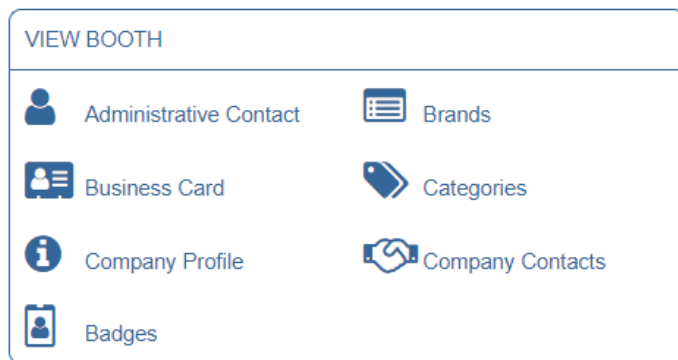 VIEW BOOTH
Administrative Contact
Brands
Business Card
Categories
Company Profile
Company Contacts
Badges